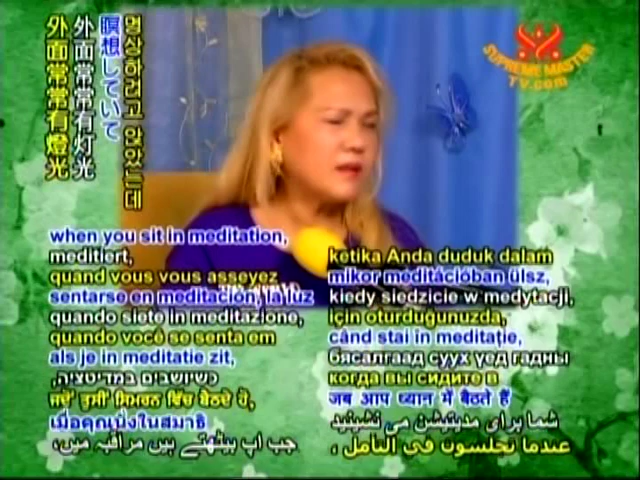 SUPREME MASTER
TV.com
명상하려고 앉았는데
瞑想していて
外面常常有灯光
外面常常有燈光
when you sit in meditation,
meditiert,
quand vous vous asseyez
sentarse en meditación, la luz
quando siete in meditazione,
quando você se senta em
als je in meditatie zit,
כשיושבים במדיטציה,
ਜਦੋਂ ਤੁਸੀਂ ਸਿਮਰਨ ਵਿੱਚ ਬੈਠਦੇ ਹੋ,
เมื่อคุณนั่งในสมาธิ
جب آپ بیٹھتے ہیں مراقبہ میں،
ketika Anda duduk dalam
mikor meditációban ülsz,
kiedy siedzicie w medytacji,
için oturduğunuzda,
când stai în meditaţie,
бясалгаад суух үед гадны
когда вы сидите в
जब आप ध्यान में बैठते हैं
شما برای مدیتیشن می نشینید
عندما تجلسون في التأمل،